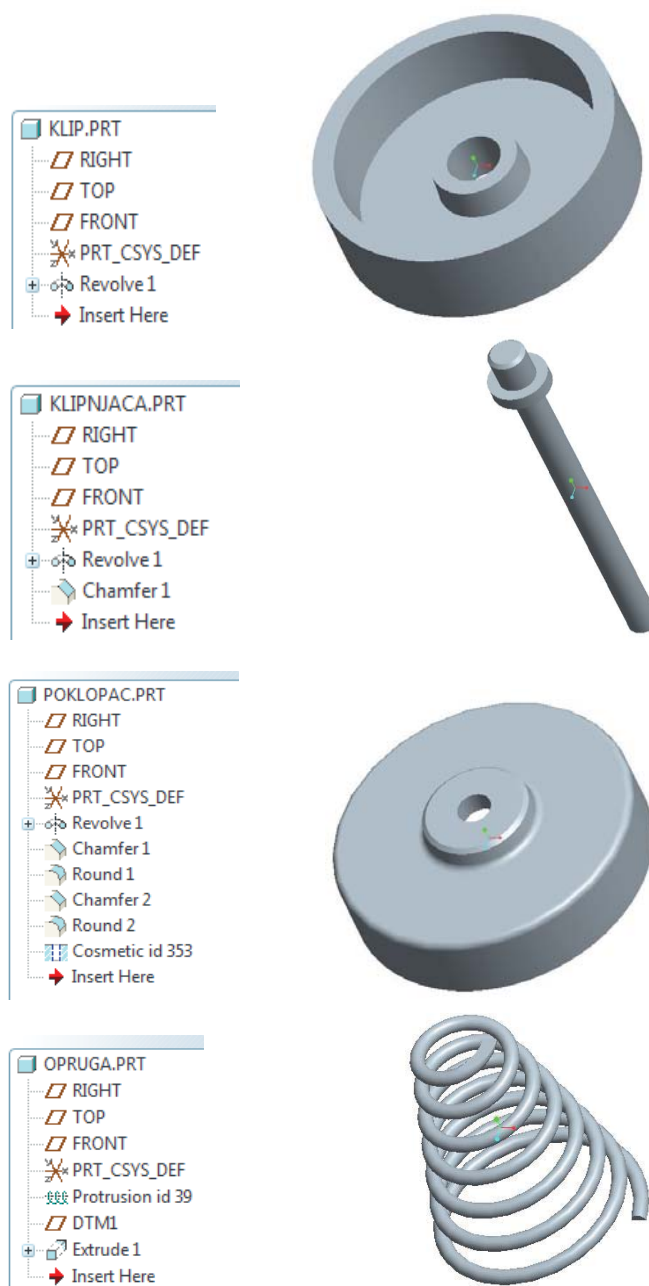 KLIP.PRT
RIGHT
TOP
FRONT
PRT_CSYS_DEF
Revolve 1
Insert Here
KLIPNJACA.PRT
RIGHT
TOP
FRONT
PRT_CSYS_DEF
Revolve 1
Chamfer 1
Insert Here
POKLOPAC.PRT
RIGHT
TOP
FRONT
PRT_CSYS_DEF
Revolve 1
Chamfer 1
Round 1
Chamfer 2
Round 2
Cosmetic id 353
Insert Here
OPRUGA.PRT
RIGHT
TOP
FRONT
PRT_CSYS_DEF
Protrusion id 39
DTM1
Extrude 1
Insert Here